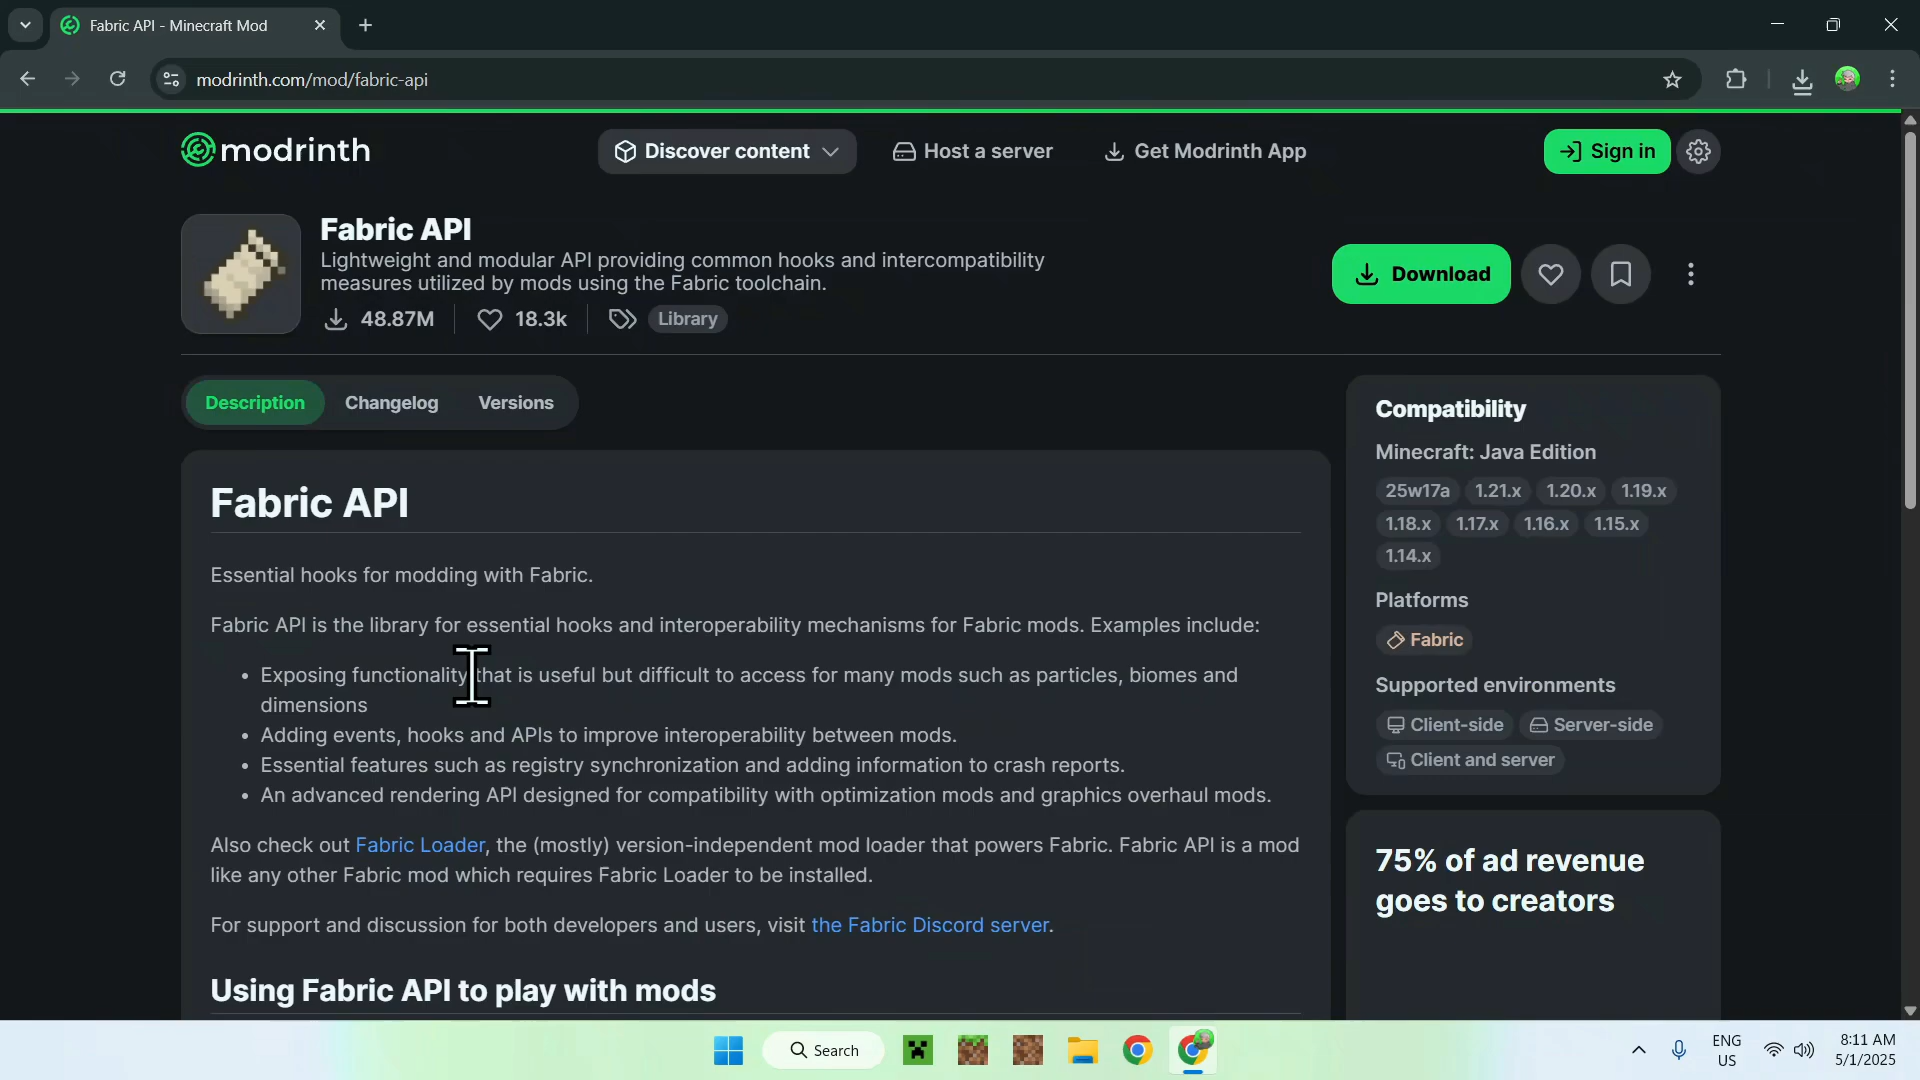 Fabric API - Minecraft Mod
modrinth.com/mod/fabric-api
modrinth
Discover content
Host a server
Get Modrinth App
Sign in
Fabric API
Lightweight and modular API providing common hooks and intercompatibility
measures utilized by mods using the Fabric toolchain.
48.87M
18.3k
Library
Download
Description
Changelog
Versions
Fabric API
Essential hooks for modding with Fabric.
Fabric API is the library for essential hooks and interoperability mechanisms for Fabric mods. Examples include:
• Exposing functionality that is useful but difficult to access for many mods such as particles, biomes and
dimensions
• Adding events, hooks and APIs to improve interoperability between mods.
• Essential features such as registry synchronization and adding information to crash reports.
• An advanced rendering API designed for compatibility with optimization mods and graphics overhaul mods.
Also check out Fabric Loader, the (mostly) version-independent mod loader that powers Fabric. Fabric API is a mod
like any other Fabric mod which requires Fabric Loader to be installed.
For support and discussion for both developers and users, visit the Fabric Discord server.
Using Fabric API to play with mods
Compatibility
Minecraft: Java Edition
25w17a 1.21.x 1.20.x 1.19.x
1.18.x 1.17.x 1.16.x 1.15.x
1.14.x
Platforms
Fabric
Supported environments
Client-side Server-side
Client and server
75% of ad revenue
goes to creators
Search
ENG
US
8:11 AM
5/1/2025